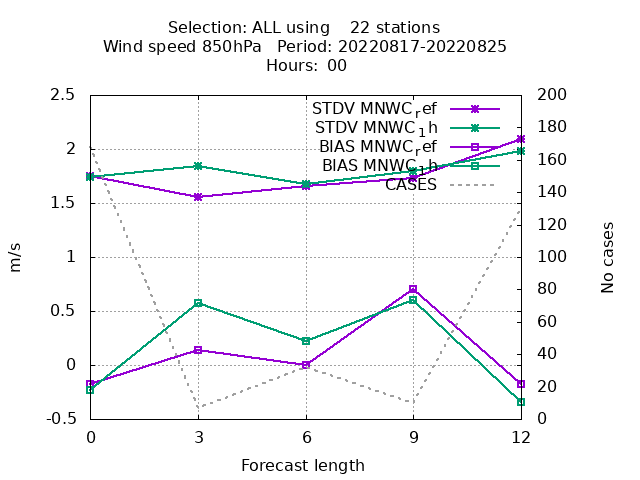 Selection: ALL using    22 stations
Wind speed 850hPa   Period: 20220817-20220825
Hours: 00
STDV MNWC_ref
STDV MNWC_1h
BIAS MNWC_ref
BIAS MNWC_1h
CASES
2.5
2
1.5
1
0.5
0
-0.5
200
180
160
140
120
100
80
60
40
20
0
m/s
No cases
0 3 6 9 12
Forecast length